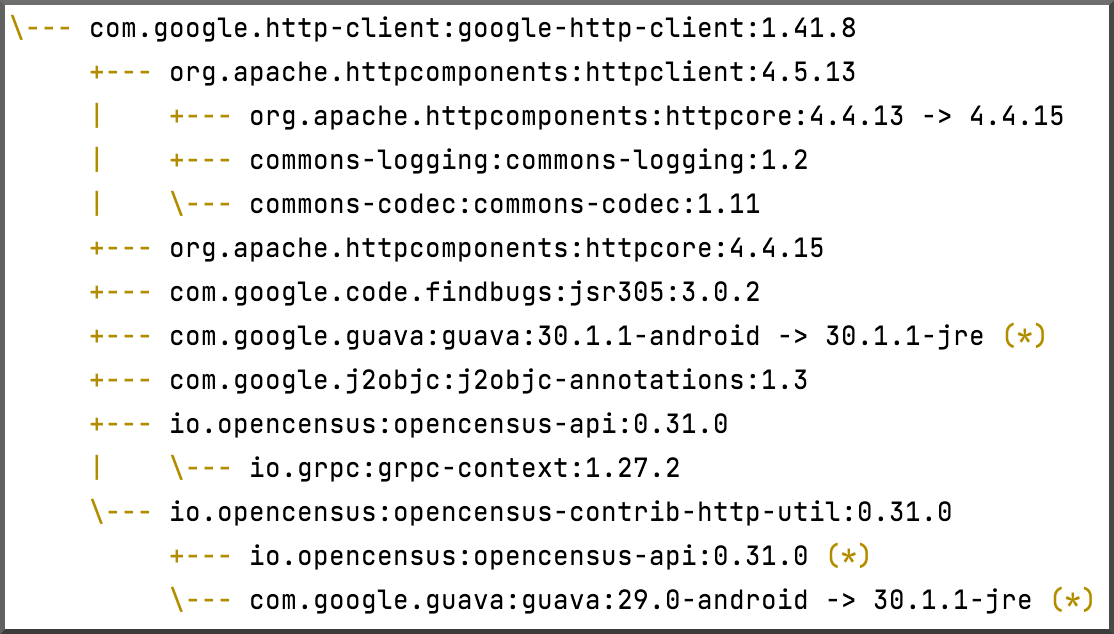 \--- com.google.http-client:google-http-client:1.41.8
     +--- org.apache.httpcomponents:httpclient:4.5.13
     |    +--- org.apache.httpcomponents:httpcore:4.4.13 -> 4.4.15
     |    +--- commons-logging:commons-logging:1.2
     |    \--- commons-codec:commons-codec:1.11
     +--- org.apache.httpcomponents:httpcore:4.4.15
     +--- com.google.code.findbugs:jsr305:3.0.2
     +--- com.google.guava:guava:30.1.1-android -> 30.1.1-jre (*)
     +--- com.google.j2objc:j2objc-annotations:1.3
     +--- io.opencensus:opencensus-api:0.31.0
     |    \--- io.grpc:grpc-context:1.27.2
     \--- io.opencensus:opencensus-contrib-http-util:0.31.0
          +--- io.opencensus:opencensus-api:0.31.0 (*)
          \--- com.google.guava:guava:29.0-android -> 30.1.1-jre (*)